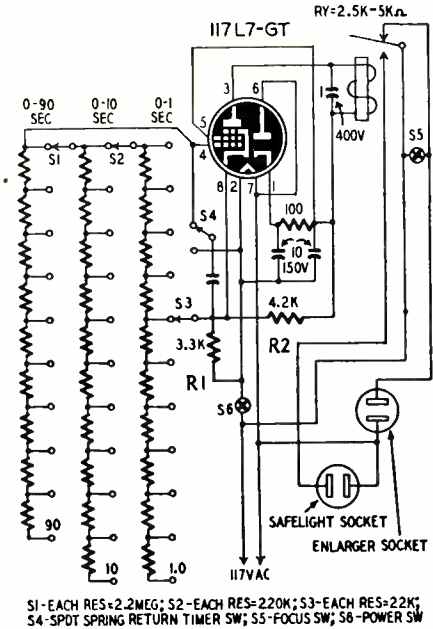 117L7-GT
RY=2.5K-5KΩ
0-90 SEC
0-10 SEC
0-1 SEC
3
6
5
4
8
2
7
1
1
400V
S5
S1
S2
S4
100
10
150V
S3
4.2K
3.3K
R2
R1
S6
90
10
1.0
SAFELIGHT SOCKET
ENLARGER SOCKET
117VAC
S1-EACH RES=2.2MEG; S2-EACH RES=220K; S3-EACH RES=22K;
S4-SPDT SPRING RETURN TIMER SW; S5-FOCUS SW; S6-POWER SW